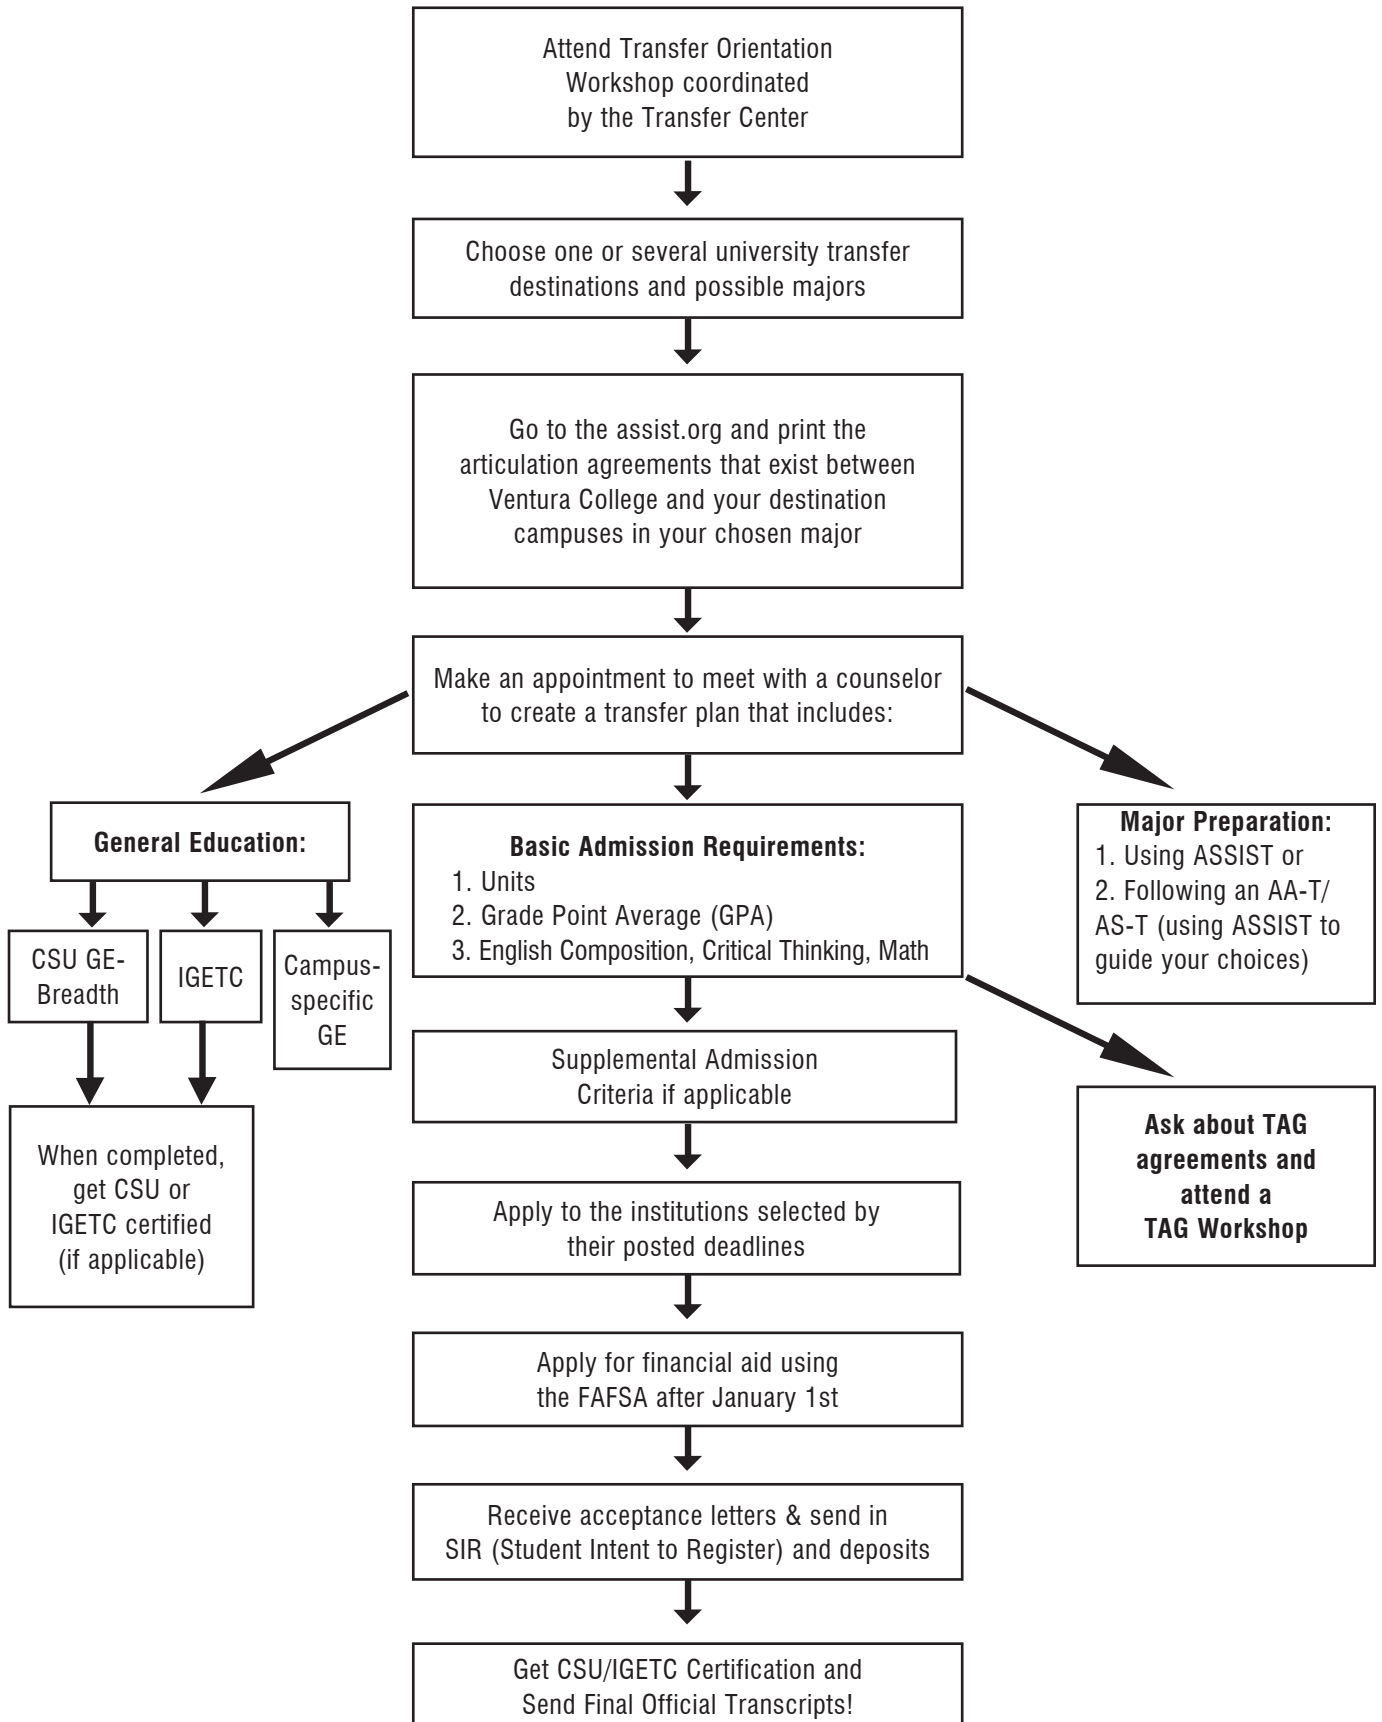 Attend Transfer Orientation
Workshop coordinated
by the Transfer Center
Choose one or several university transfer
destinations and possible majors
Go to the assist.org and print the
articulation agreements that exist between
Ventura College and your destination
campuses in your chosen major
Make an appointment to meet with a counselor
to create a transfer plan that includes:
General Education:
CSU GE-
Breadth
IGETC
Campus-
specific
GE
When completed,
get CSU or
IGETC certified
(if applicable)
Basic Admission Requirements:
1. Units
2. Grade Point Average (GPA)
3. English Composition, Critical Thinking, Math
Major Preparation:
1. Using ASSIST or
2. Following an AA-T/
AS-T (using ASSIST to
guide your choices)
Ask about TAG
agreements and
attend a
TAG Workshop
Supplemental Admission
Criteria if applicable
Apply to the institutions selected by
their posted deadlines
Apply for financial aid using
the FAFSA after January 1st
Receive acceptance letters & send in
SIR (Student Intent to Register) and deposits
Get CSU/IGETC Certification and
Send Final Official Transcripts!